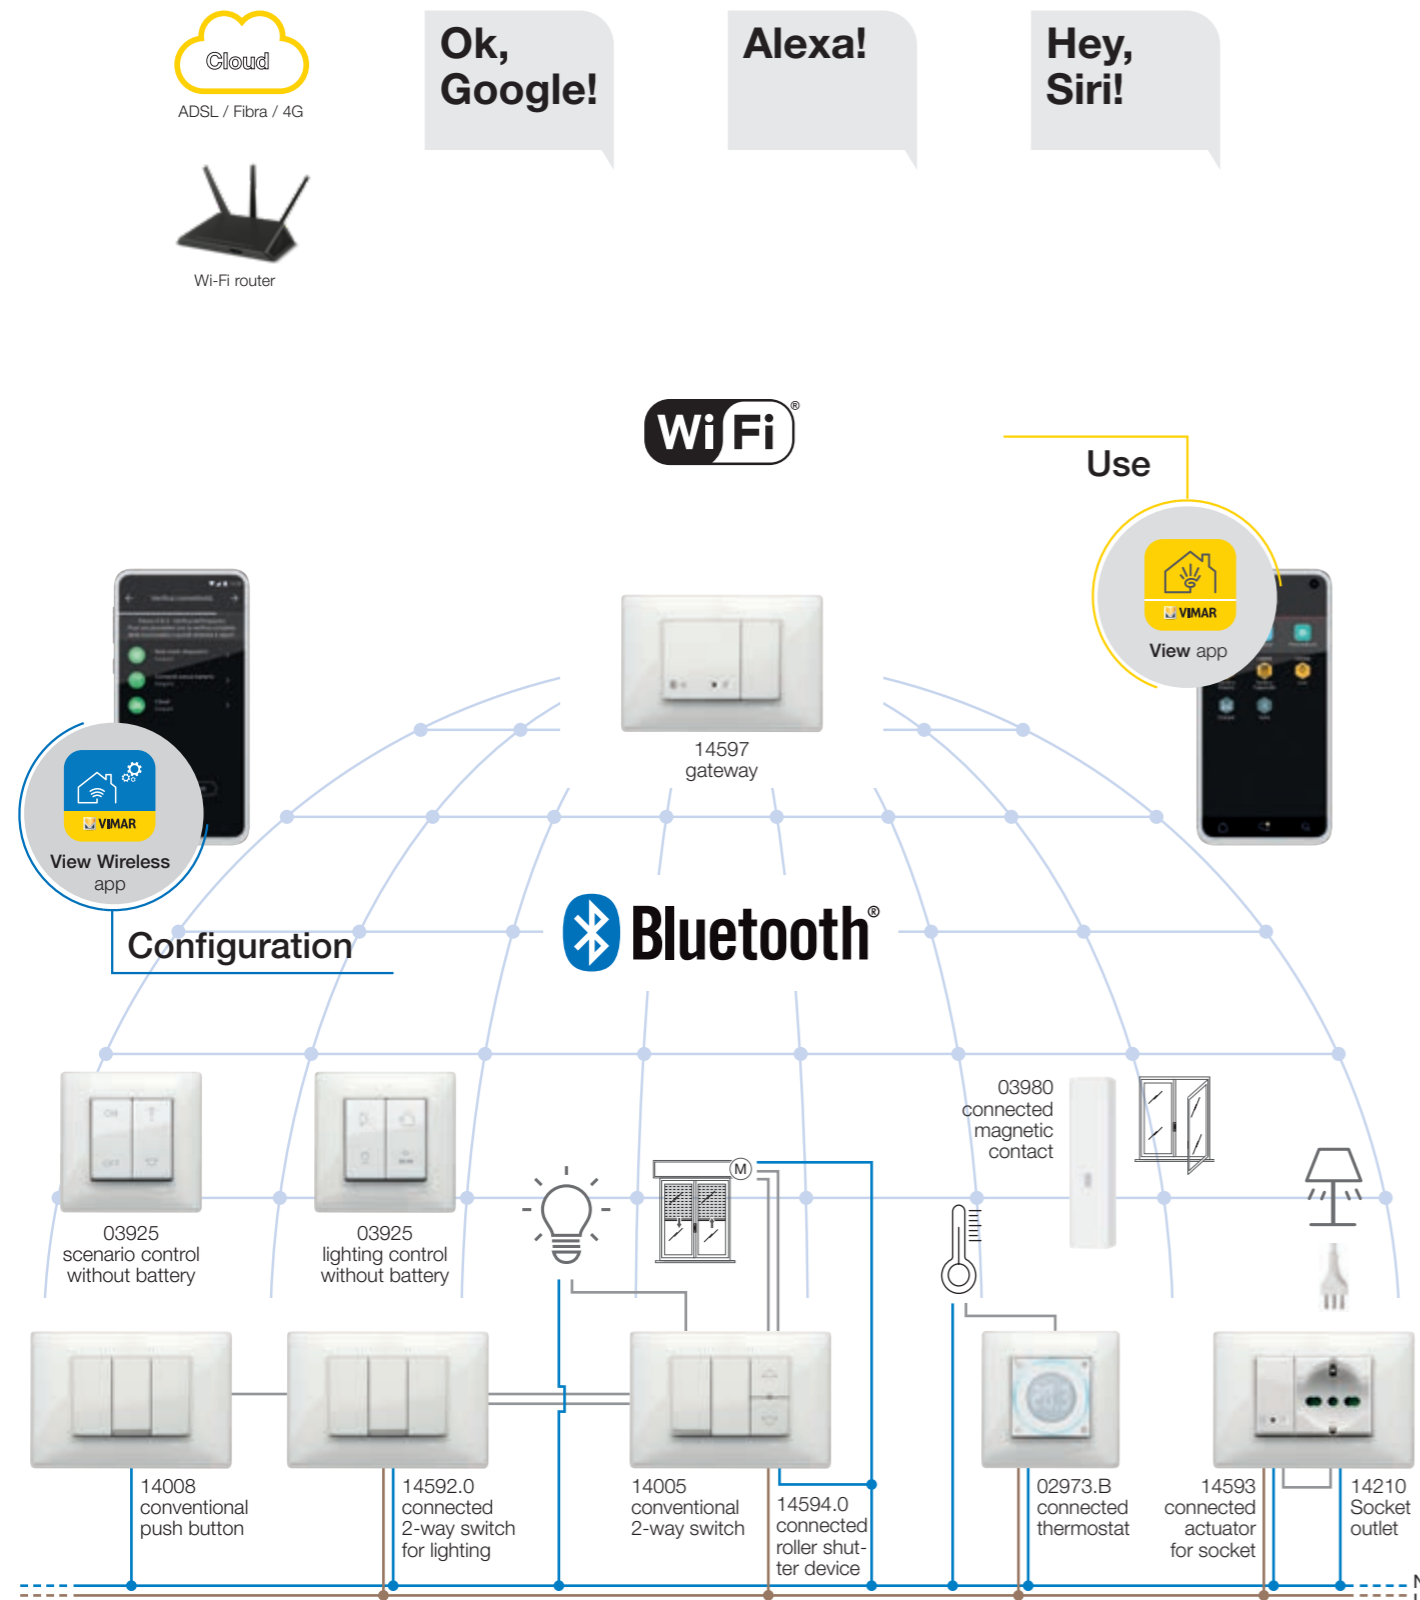 Cloud
ADSL / Fibra / 4G
Ok,
Google!
Alexa!
Hey,
Siri!
Wi-Fi router
Wi Fi®
Use
VIMAR
View app
14597
gateway
VIMAR
View Wireless
app
Configuration
Bluetooth®
03925
scenario control
without battery
03925
lighting control
without battery
M
03980
connected
magnetic
contact
14008
conventional
push button
14592.0
connected
2-way switch
for lighting
14005
conventional
2-way switch
14594.0
connected
roller shut-
ter device
02973.B
connected
thermostat
14593
connected
actuator
for socket
14210
Socket
outlet